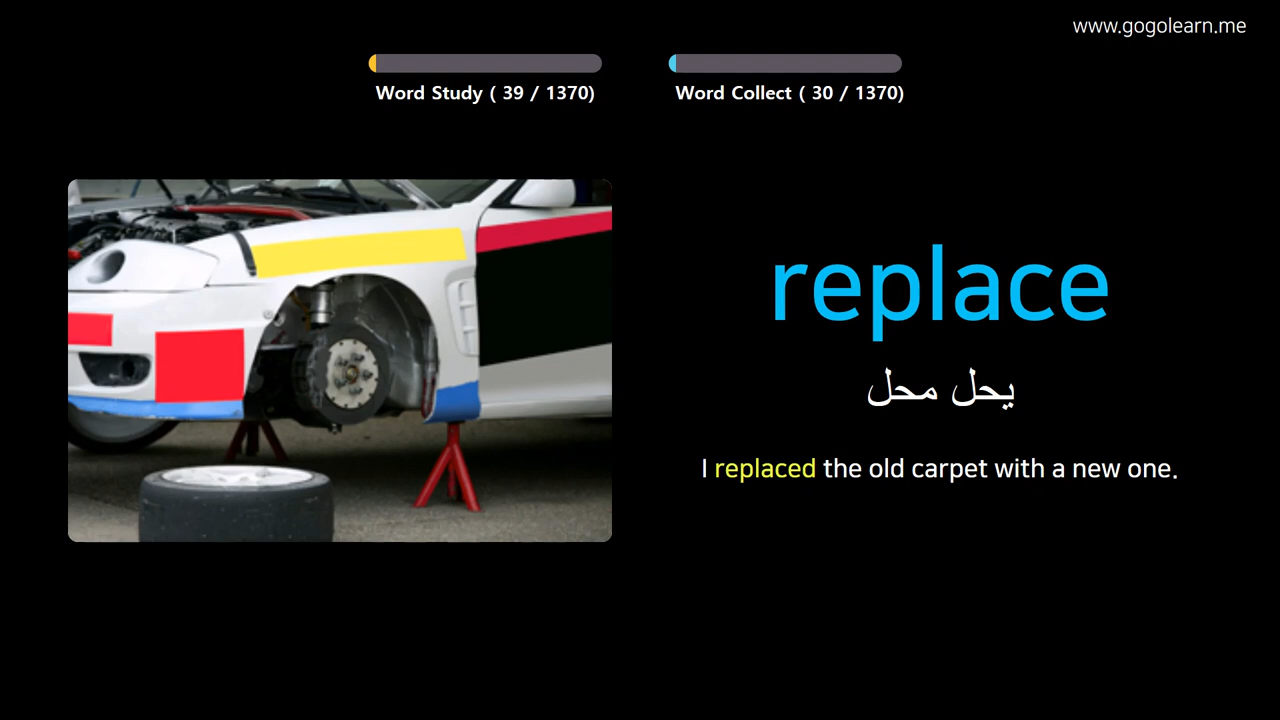 www.gogolearn.me
Word Study ( 39 / 1370)
Word Collect ( 30 / 1370)
replace
يحل محل
I replaced the old carpet with a new one.